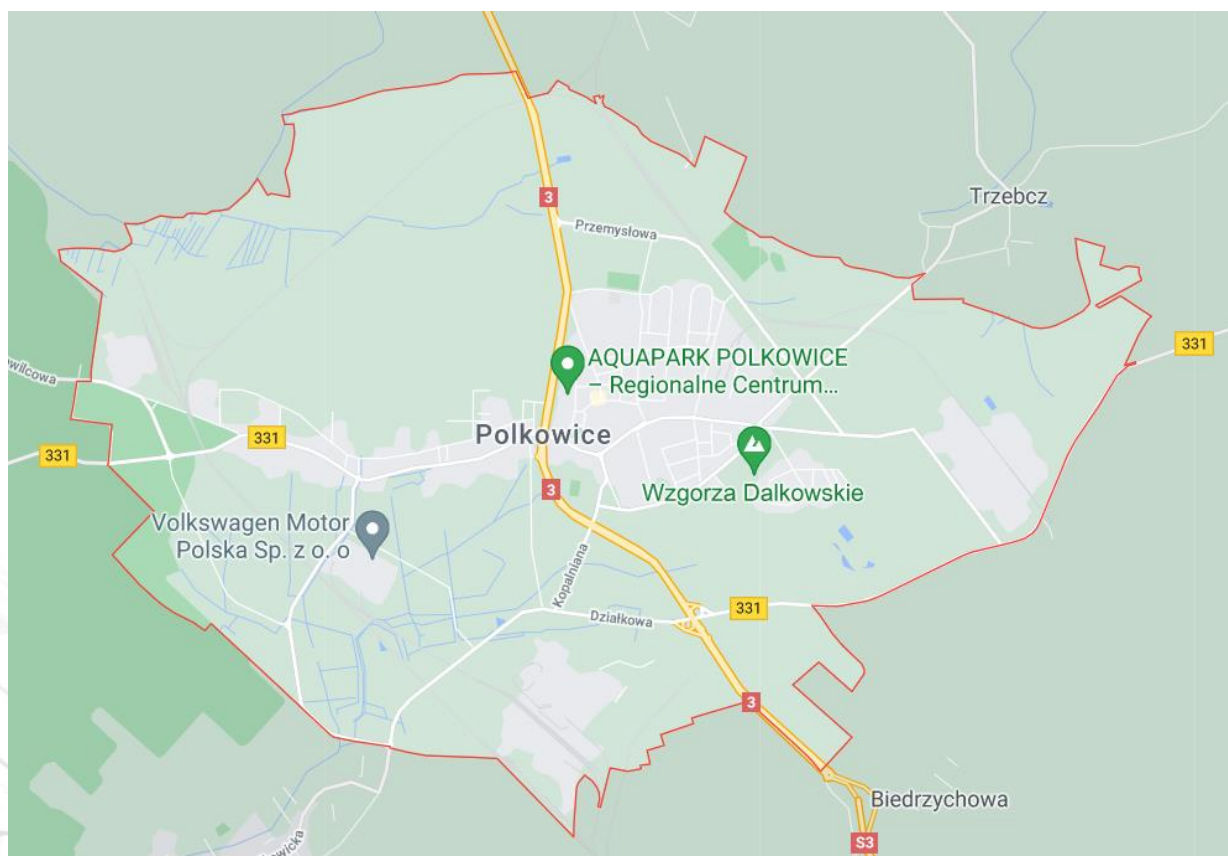 3
Trzebcz
Przemysłowa
331
AQUAPARK POLKOWICE
– Regionalne Centrum...
331
331
Polkowice
3
Wzgorza Dalkowskie
Volkswagen Motor
Polska Sp. z o. o
Kopalniana
Działkowa
331
3
Biedrzychowa
S3